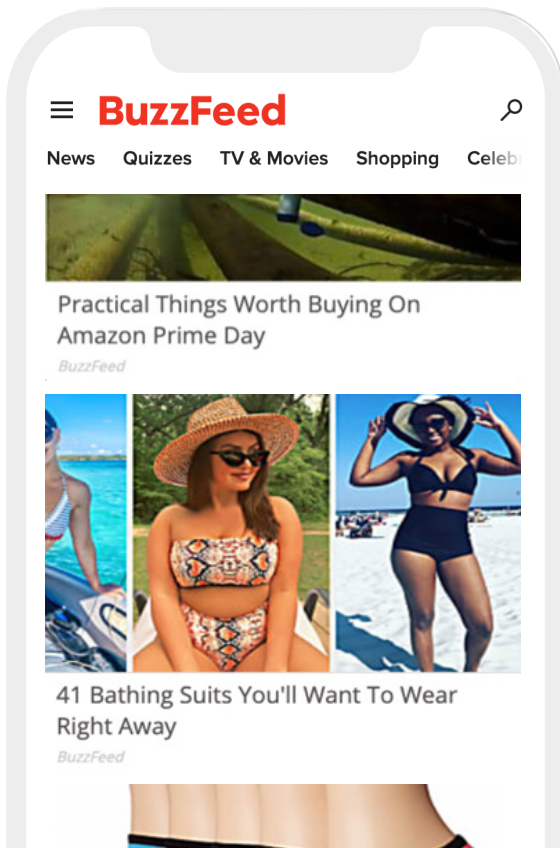 BuzzFeed
News Quizzes TV & Movies Shopping Celeb
Practical Things Worth Buying On
Amazon Prime Day
BuzzFeed
41 Bathing Suits You'll Want To Wear
Right Away
BuzzFeed